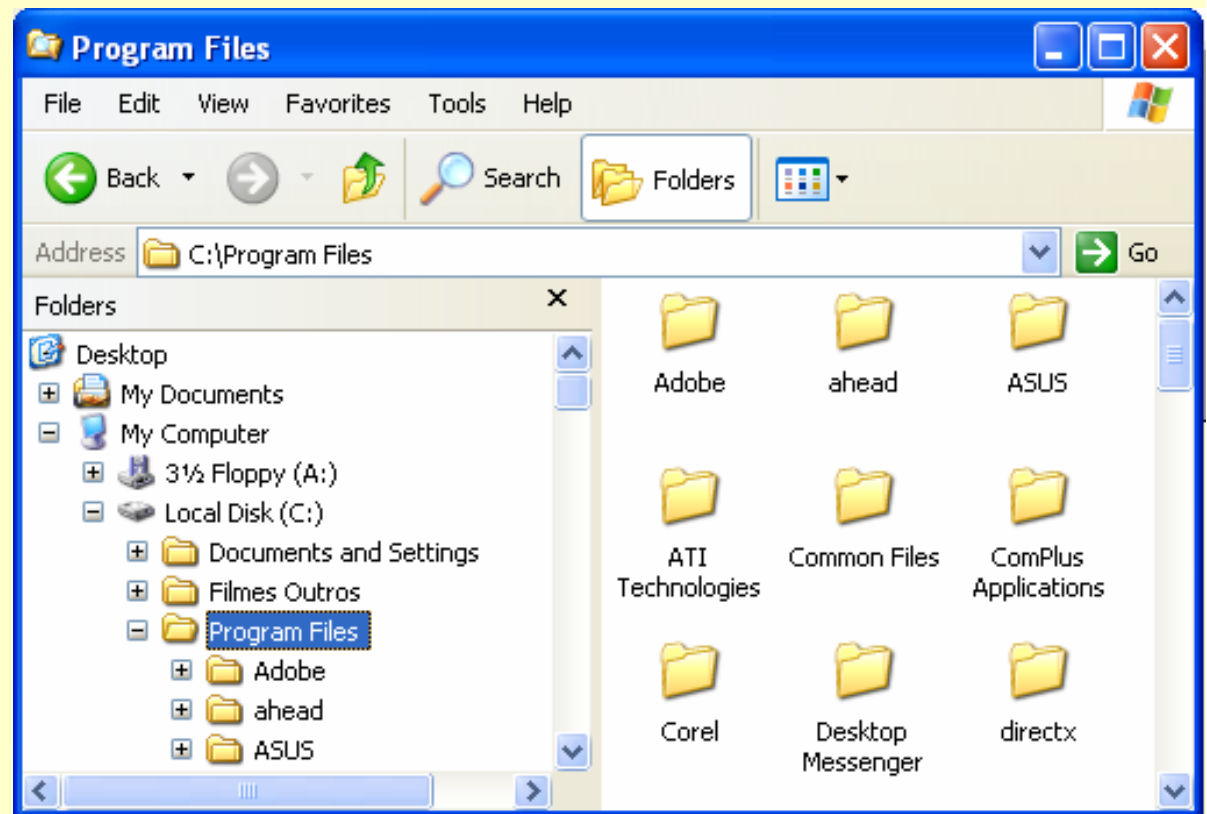 Program Files
File Edit View Favorites Tools Help
Back Search Folders
Address C:\Program Files Go
Folders
Desktop
My Documents
My Computer
3½ Floppy (A:)
Local Disk (C:)
Documents and Settings
Filmes Outros
Program Files
Adobe
ahead
ASUS
Adobe ahead ASUS
ATI Common Files ComPlus
Technologies Applications
Corel Desktop directx
Messenger